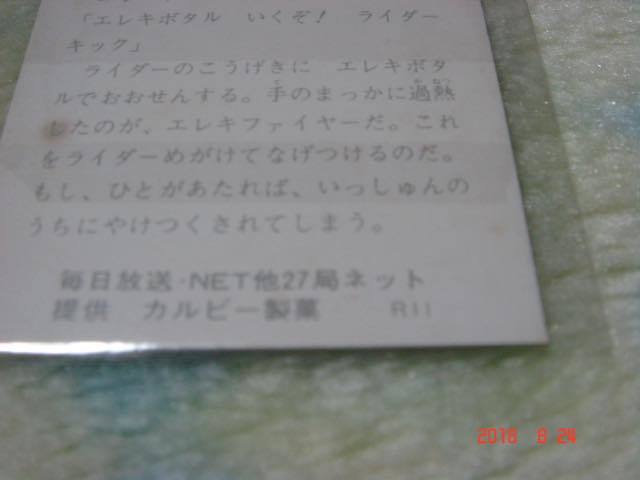 「エレキボタル　いくぞ！　ライダー
キック」
　ライダーのこうげきに　エレキボタ
ルでおおせんする。手のまっかに過熱
したのが、エレキファイヤーだ。これ
をライダーめがけてなげつけるのだ。
もし、ひとがあたれば、いっしゅんの
うちにやけつくされてしまう。
毎日放送・NET他27局ネット
提供　カルビー製菓　R11
2016 8 24